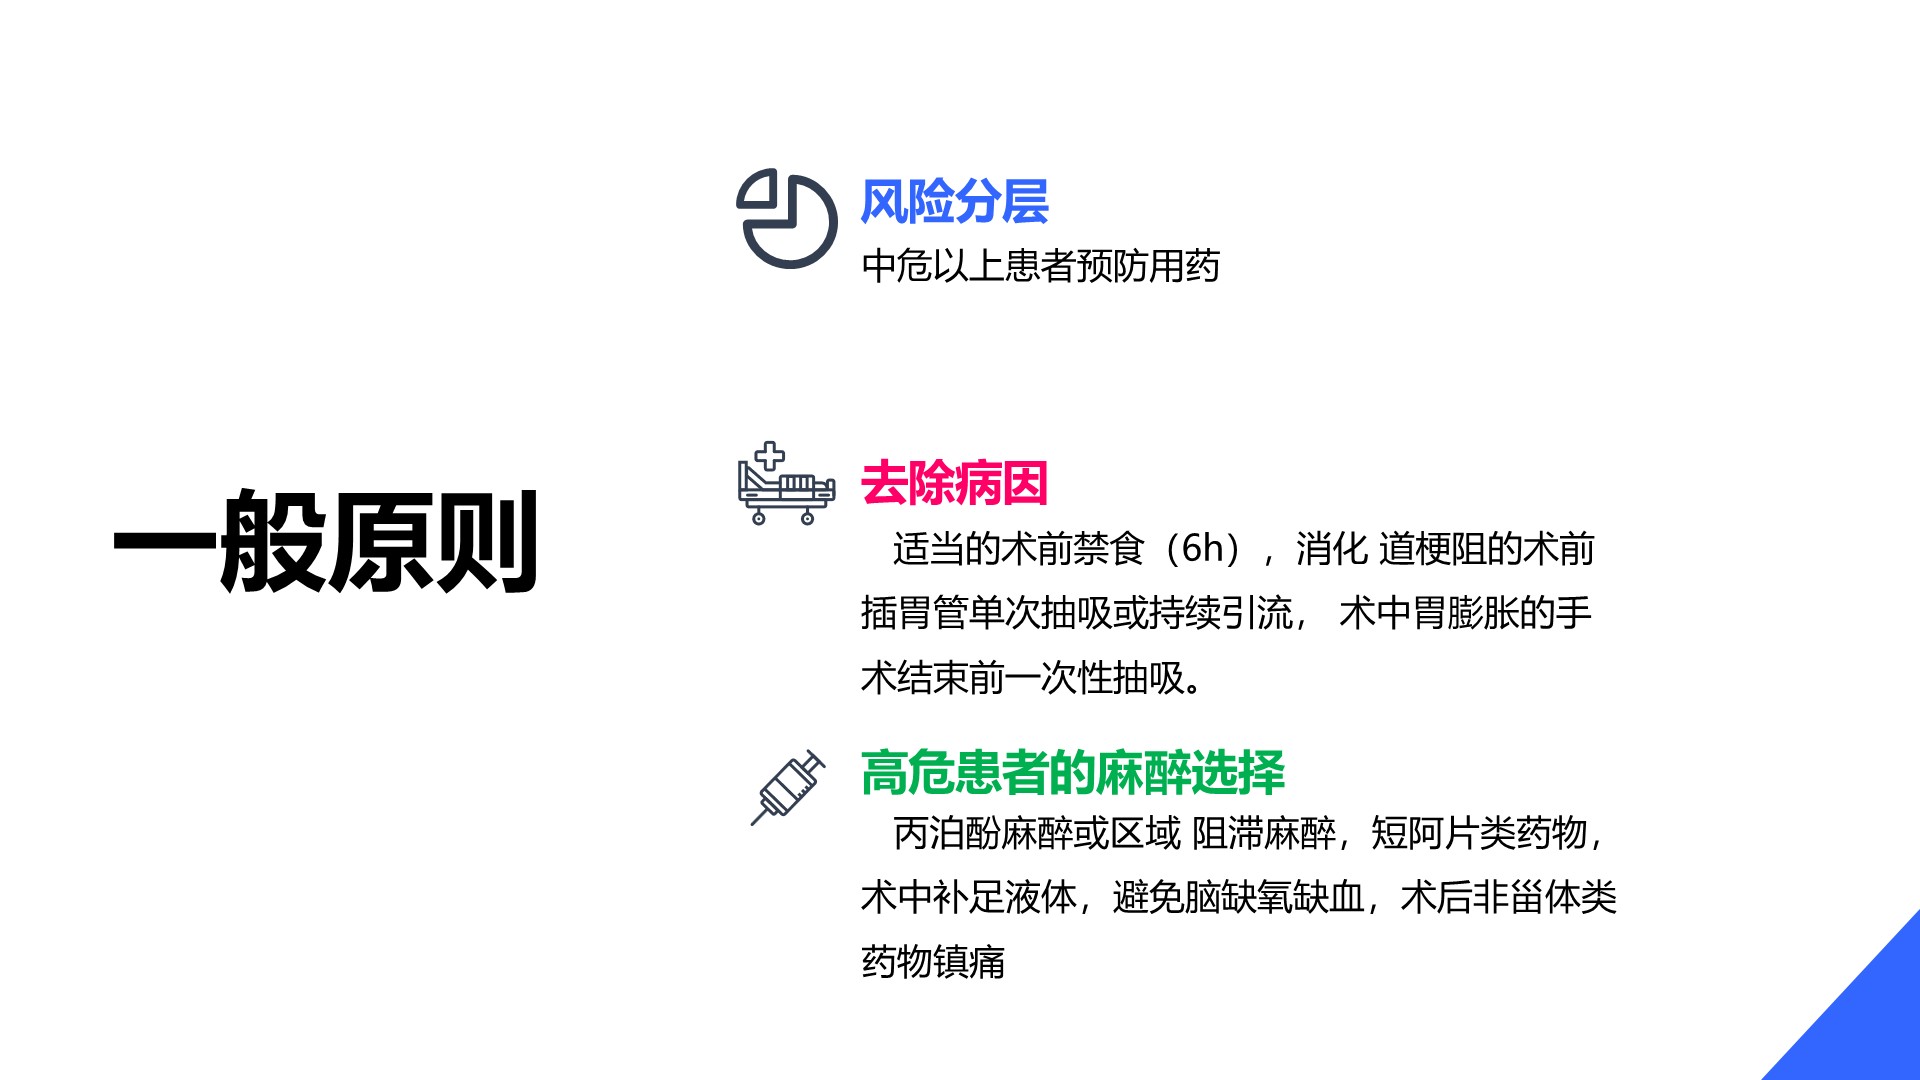 一般原则
风险分层
中危以上患者预防用药
去除病因
适当的术前禁食（6h），消化 道梗阻的术前
插胃管单次抽吸或持续引流， 术中胃膨胀的手
术结束前一次性抽吸。
高危患者的麻醉选择
丙泊酚麻醉或区域 阻滞麻醉，短阿片类药物，
术中补足液体，避免脑缺氧缺血，术后非甾体类
药物镇痛